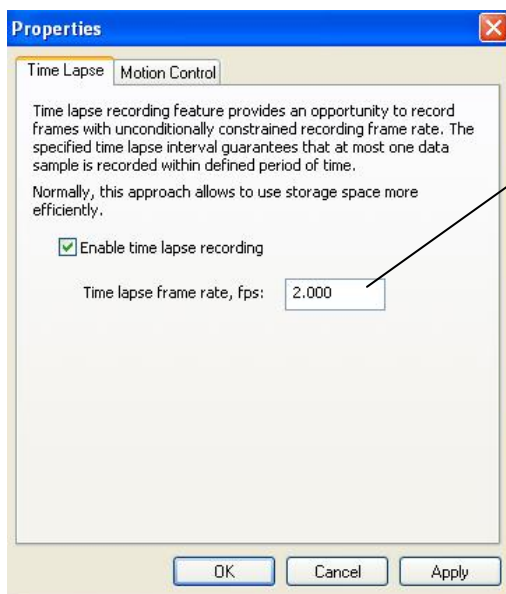 Properties
Time Lapse Motion Control
Time lapse recording feature provides an opportunity to record
frames with unconditionally constrained recording frame rate. The
specified time lapse interval guarantees that at most one data
sample is recorded within defined period of time.
Normally, this approach allows to use storage space more
efficiently.
Enable time lapse recording
Time lapse frame rate, fps: 2.000
OK Cancel Apply